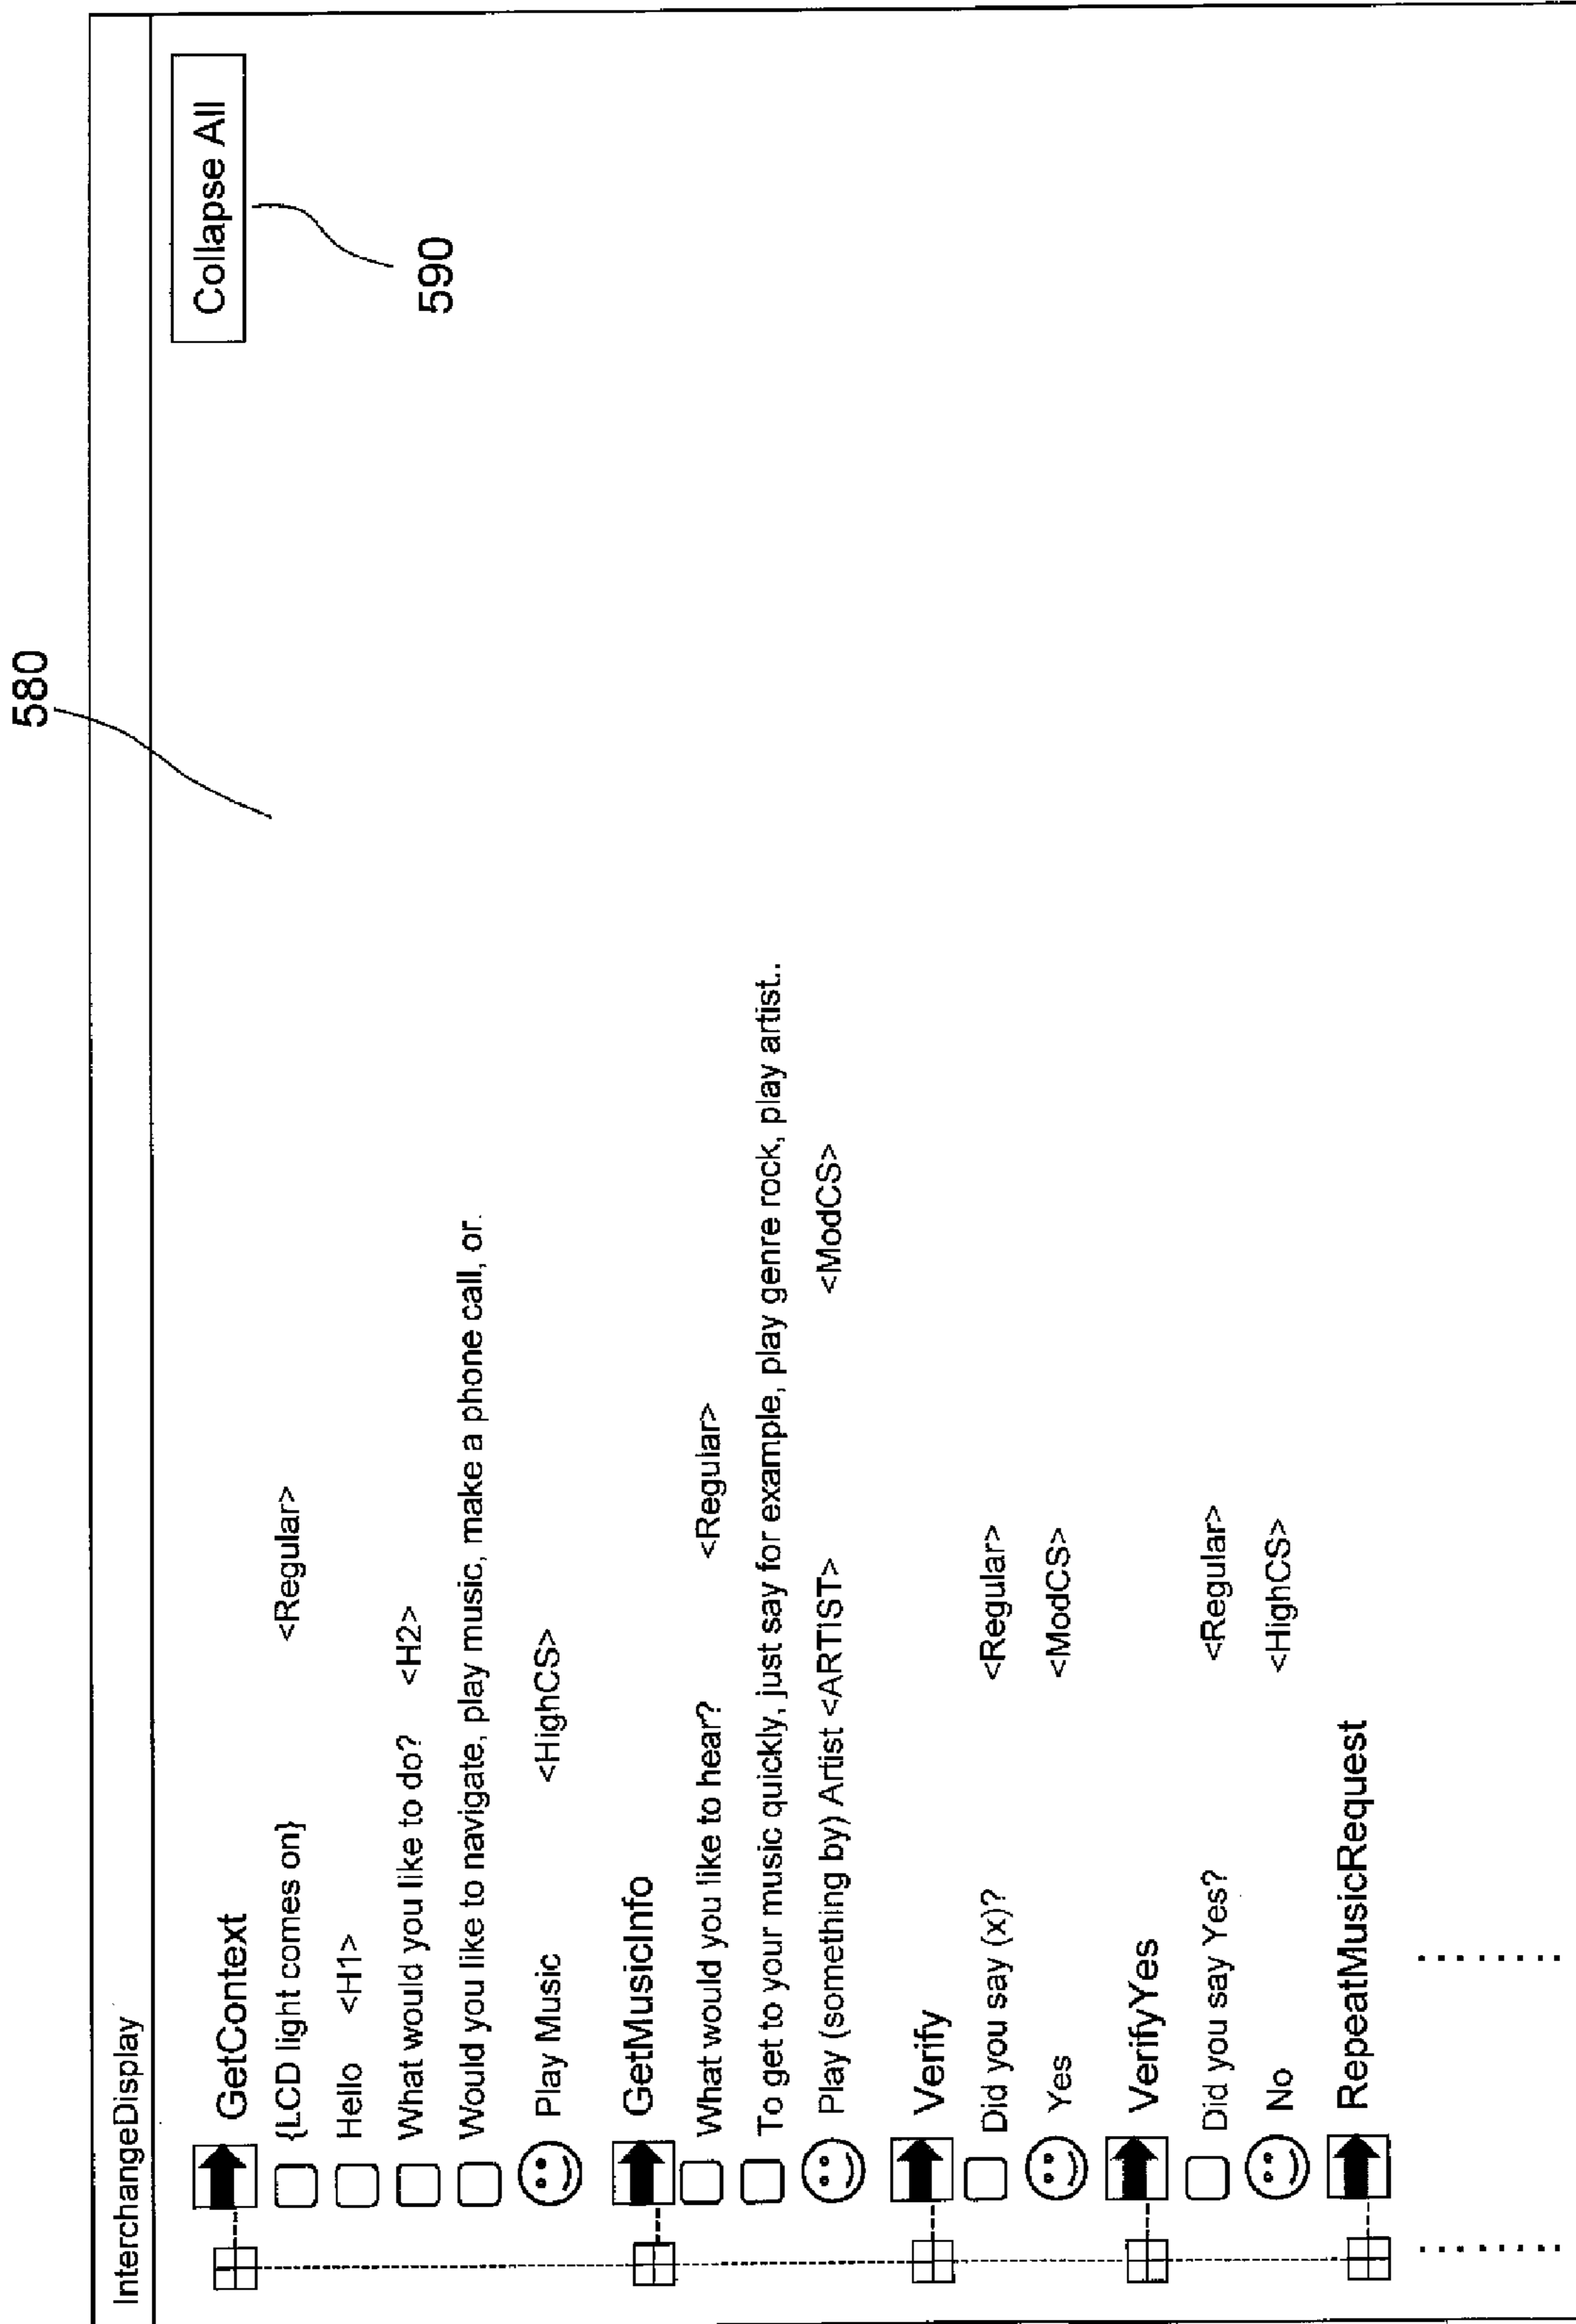 580
InterchangeDisplay
Collapse All
590
GetContext
{LCD light comes on} <Regular>
Hello <H1>
What would you like to do? <H2>
Would you like to navigate, play music, make a phone call, or.
Play Music <HighCS>
GetMusicInfo
What would you like to hear? <Regular>
To get to your music quickly, just say for example, play genre rock, play artist..
Play (something by) Artist <ARTIST> <ModCS>
Verify
Did you say (x)? <Regular>
Yes <ModCS>
VerifyYes
Did you say Yes? <Regular>
No <HighCS>
RepeatMusicRequest